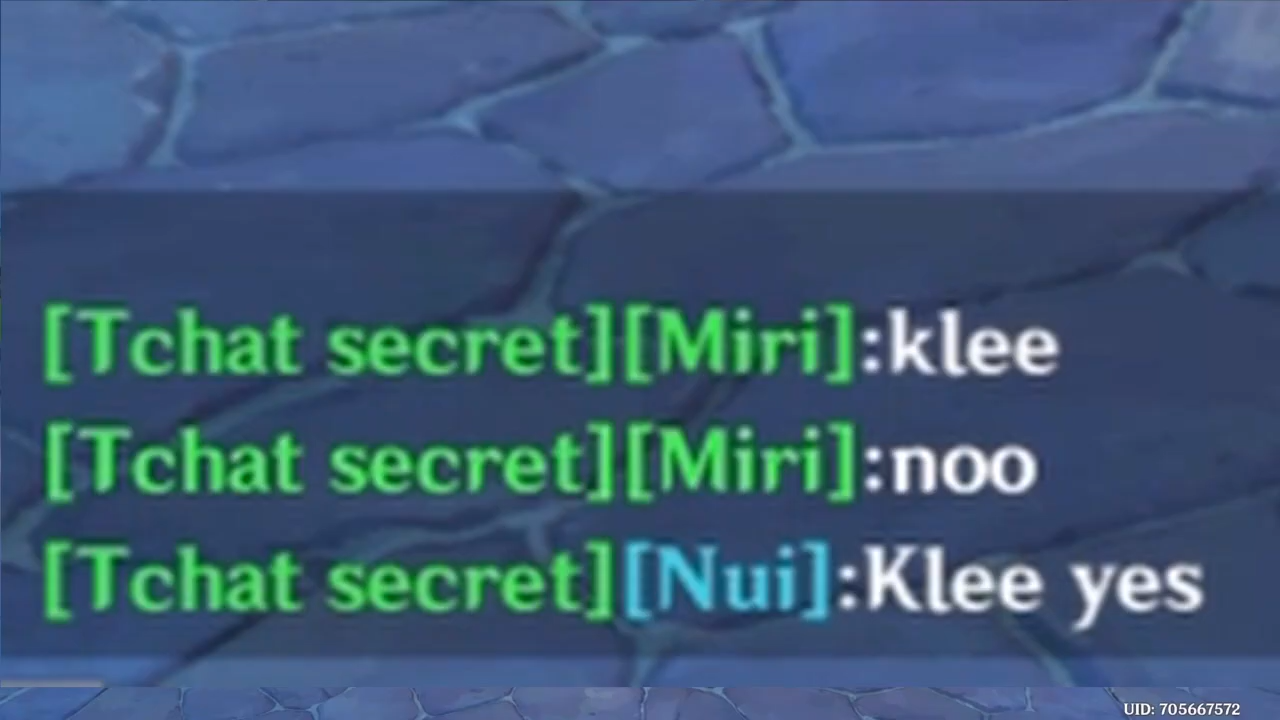 [Tchat secret][Miri]:klee
[Tchat secret][Miri]:noo
[Tchat secret][Nui]:Klee yes
UID: 705667572